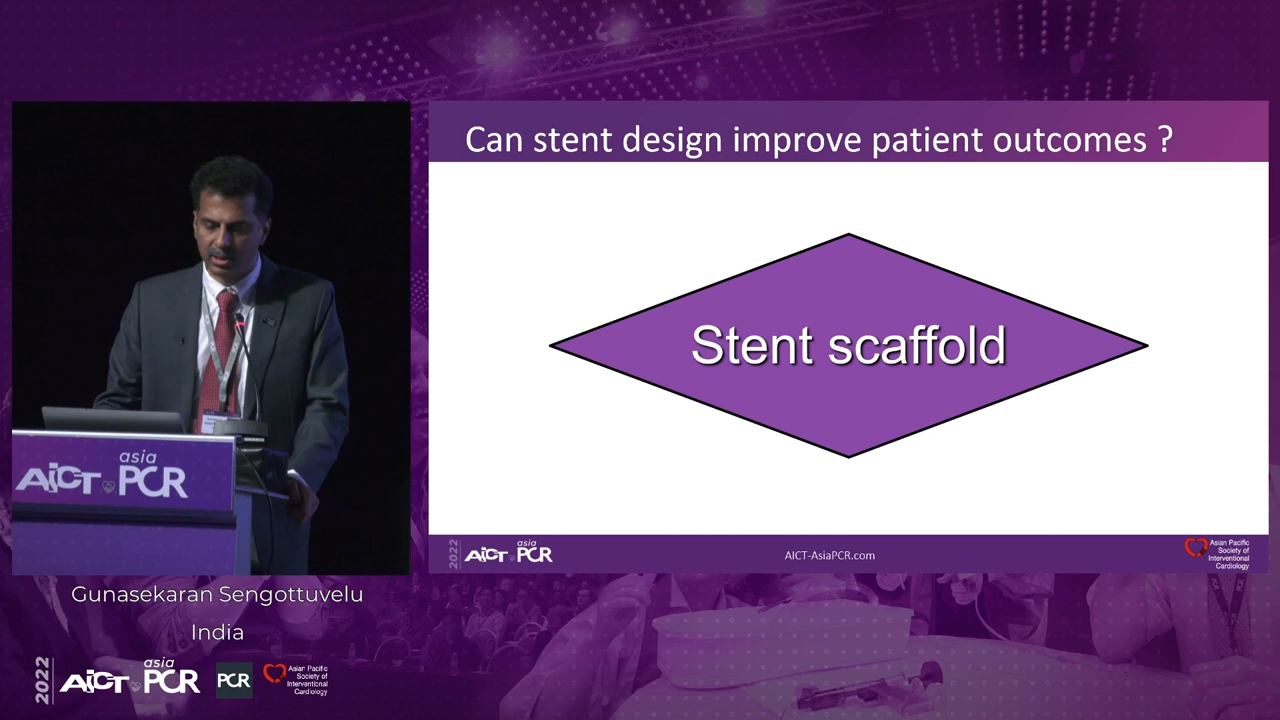 Can stent design improve patient outcomes ?
Stent scaffold
asia
AICT PCR
2022
AICT asia PCR
AICT-AsiaPCR.com
Asian Pacific
Society of
Interventional
Cardiology
Gunasekaran Sengottuvelu
India
2022
AICT asia PCR
PCR
Asian Pacific
Society of
Interventional
Cardiology